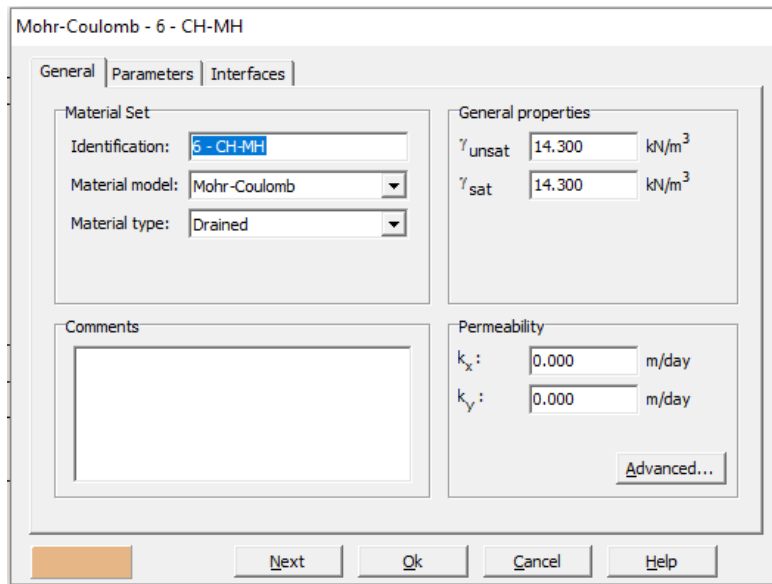 Mohr-Coulomb - 6 - CH-MH
General Parameters Interfaces
Material Set
Identification: 6 - CH-MH
Material model: Mohr-Coulomb
Material type: Drained
General properties
γunsat 14.300 kN/m³
γsat 14.300 kN/m³
Comments
Permeability
kx: 0.000 m/day
ky: 0.000 m/day
Advanced...
Next Ok Cancel Help